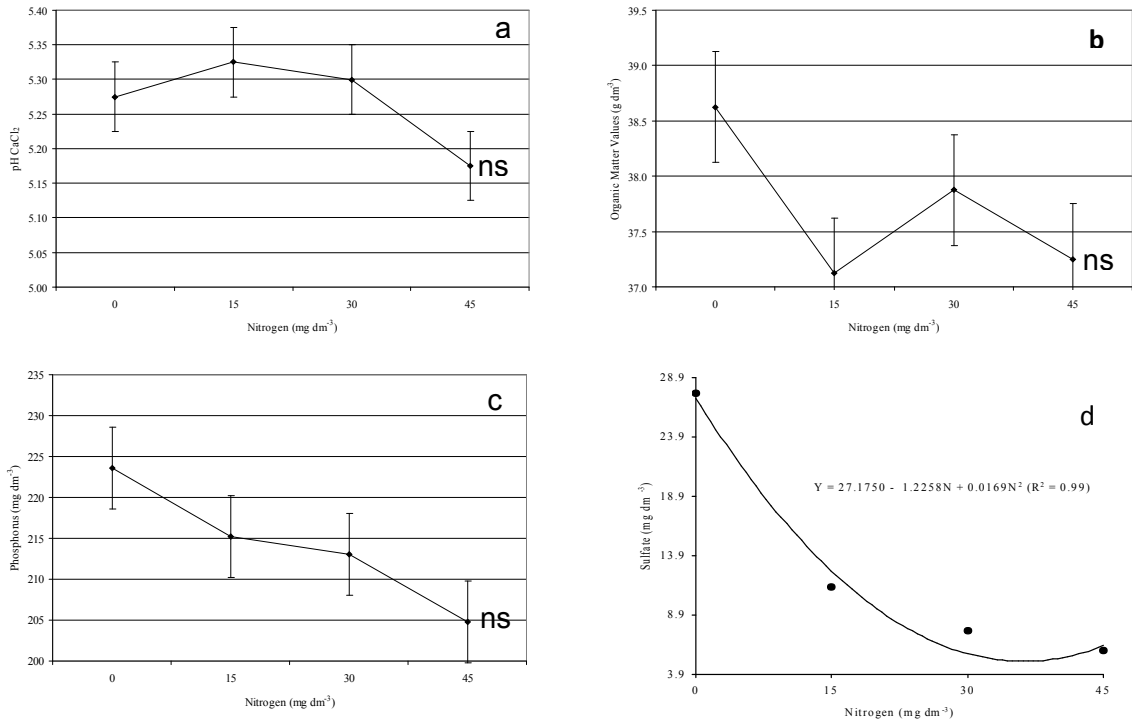 a
5.40
5.35
5.30
5.26
5.20
5.15
5.10
5.05
5.00
pH CaCl₂
ns
0 15 30 45
Nitrogen (mg dm⁻³)
b
39.5
39.0
38.5
38.0
37.5
37.0
Organic Matter Values (g dm⁻³)
ns
0 15 30 45
Nitrogen (mg dm⁻³)
c
235
230
225
220
215
210
205
200
Phosphorus (mg dm⁻³)
ns
0 15 30 45
Nitrogen (mg dm⁻³)
d
28.9
23.9
18.9
13.9
8.9
3.9
Sulfate (mg dm⁻³)
Y = 27.1750 - 1.2258N + 0.0169N² (R² = 0.99)
0 15 30 45
Nitrogen (mg dm⁻³)